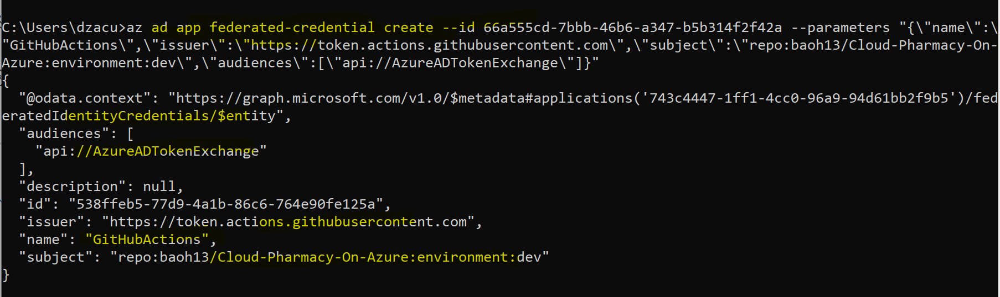 C:\Users\dzacu>az ad app federated-credential create --id 66a555cd-7bbb-46b6-a347-b5b314f2f42a --parameters "{\"name\":\
"GitHubActions\",\"issuer\":\"https://token.actions.githubusercontent.com\",\"subject\":\"repo:baoh13/Cloud-Pharmacy-On-
Azure:environment:dev\",\"audiences\":[\"api://AzureADTokenExchange\"]}"
{
  "@odata.context": "https://graph.microsoft.com/v1.0/$metadata#applications('743c4447-1ff1-4cc0-96a9-94d61bb2f9b5')/fed
eratedIdentityCredentials/$entity",
  "audiences": [
    "api://AzureADTokenExchange"
  ],
  "description": null,
  "id": "538ffeb5-77d9-4a1b-86c6-764e90fe125a",
  "issuer": "https://token.actions.githubusercontent.com",
  "name": "GitHubActions",
  "subject": "repo:baoh13/Cloud-Pharmacy-On-Azure:environment:dev"
}